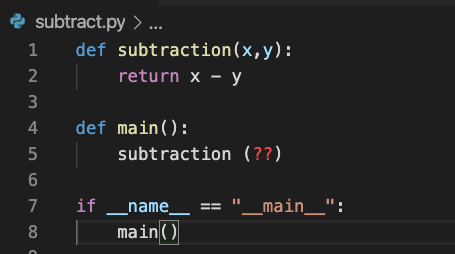 subtract.py > ...
1 def subtraction(x,y):
2     return x - y
3
4 def main():
5     subtraction (??)
6
7 if __name__ == "__main__":
8     main()